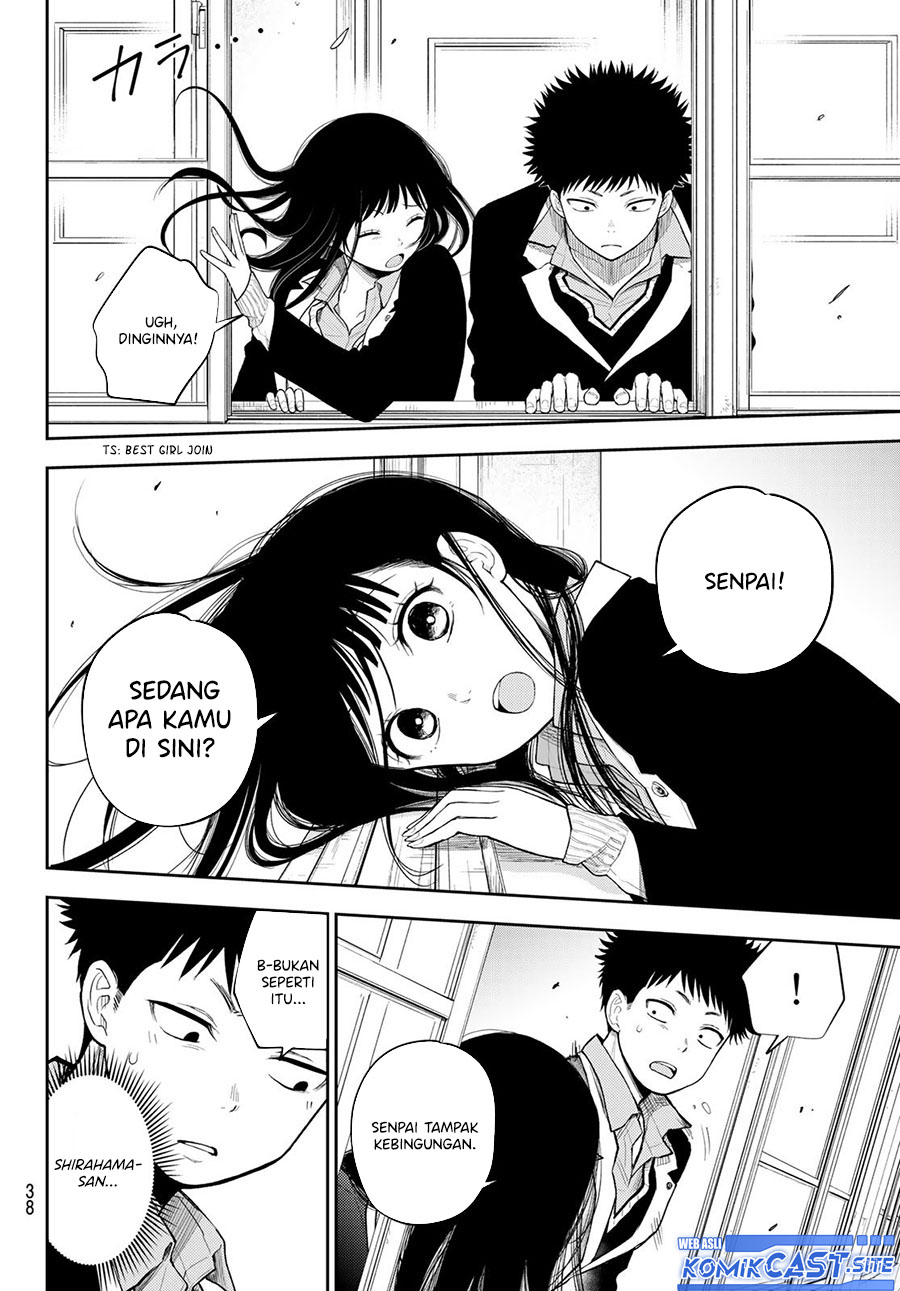 カラ...
UGH,
DINGINNYA!
TS: BEST GIRL JOIN
SENPAI!
SEDANG
APA KAMU
DI SINI?
!
SENPAI TAMPAK
KEBINGUNGAN.
B-BUKAN
SEPERTI
ITU...
SHIRAHAMA-
SAN...
38
WEB ASLI
KOMIKCAST.SITE